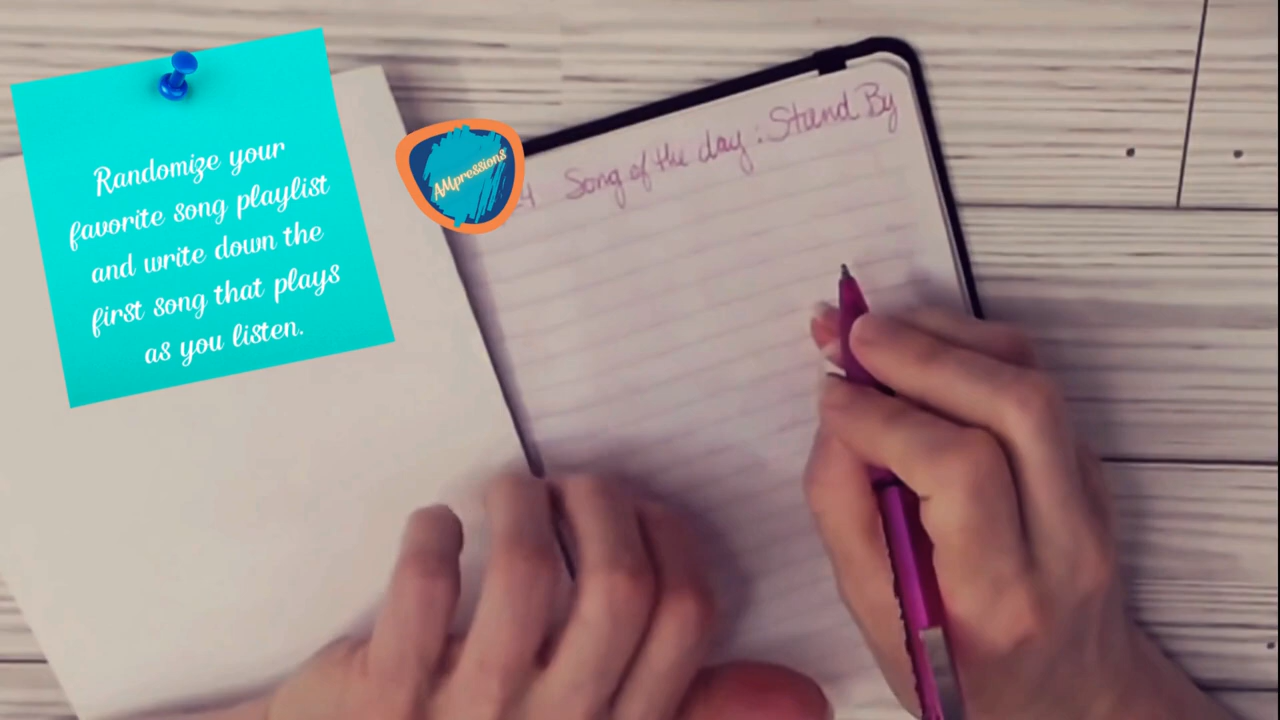 Randomize your
favorite song playlist
and write down the
first song that plays
as you listen.
AMpressions
4 Song of the day : Stand By